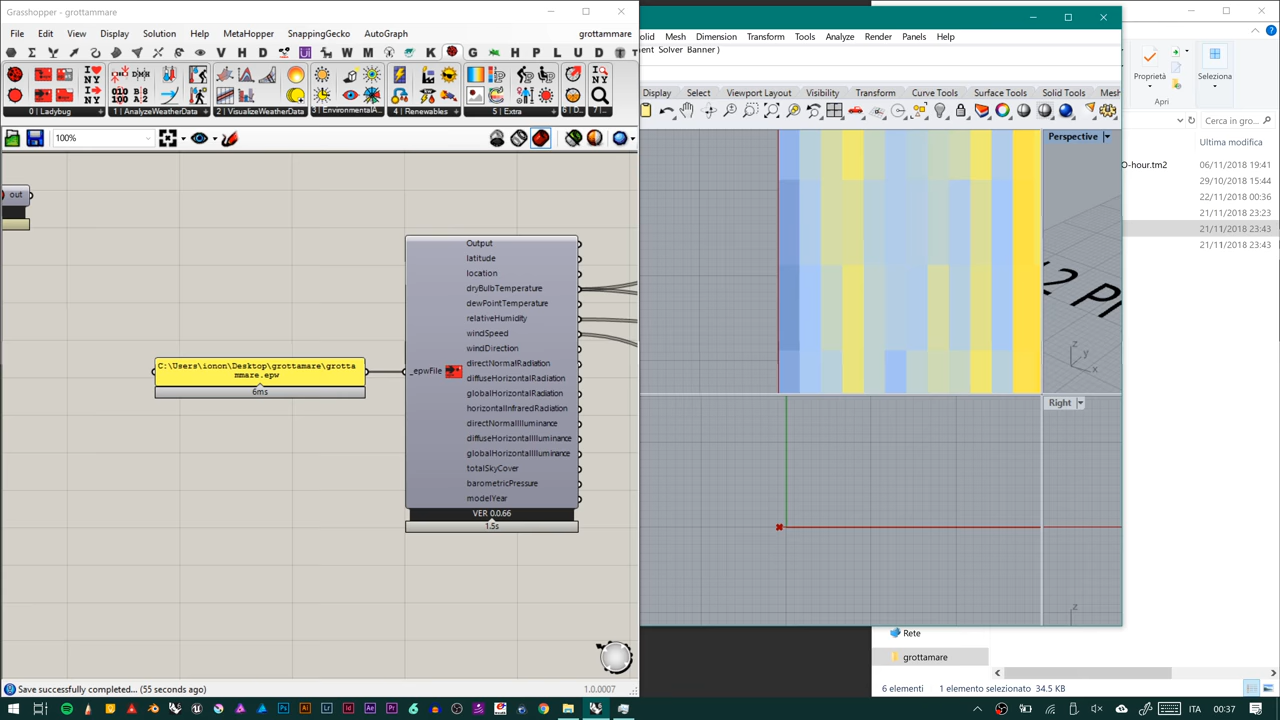 Grasshopper - grottammare
File Edit View Display Solution Help MetaHopper SnappingGecko AutoGraph grottammare
0 | Ladybug
1 | AnalyzeWeatherData
2 | VisualizeWeatherData
3 | EnvironmentalA...
4 | Renewables
5 | Extra
100%
out
C:\Users\ionon\Desktop\grottamare\grotta
mmare.epw
6ms
_epwFile
Output
latitude
location
dryBulbTemperature
dewPointTemperature
relativeHumidity
windSpeed
windDirection
directNormalRadiation
diffuseHorizontalRadiation
globalHorizontalRadiation
horizontalInfraredRadiation
directNormalIlluminance
diffuseHorizontalIlluminance
globalHorizontalIlluminance
totalSkyCover
barometricPressure
modelYear
VER 0.0.66
1.5s
Save successfully completed... (55 seconds ago)
1.0.0007
olid Mesh Dimension Transform Tools Analyze Render Panels Help
ent Solver Banner )
Display Select Viewport Layout Visibility Transform Curve Tools Surface Tools Solid Tools
Perspective
2 P
z
x
Right
z
Proprietà
Seleziona
Apri
Cerca in gro...
Ultima modifica
O-hour.tm2 06/11/2018 19:41
29/10/2018 15:44
22/11/2018 00:36
21/11/2018 23:23
21/11/2018 23:43
21/11/2018 23:43
Rete
grottamare
6 elementi 1 elemento selezionato 34.5 KB
ITA 00:37